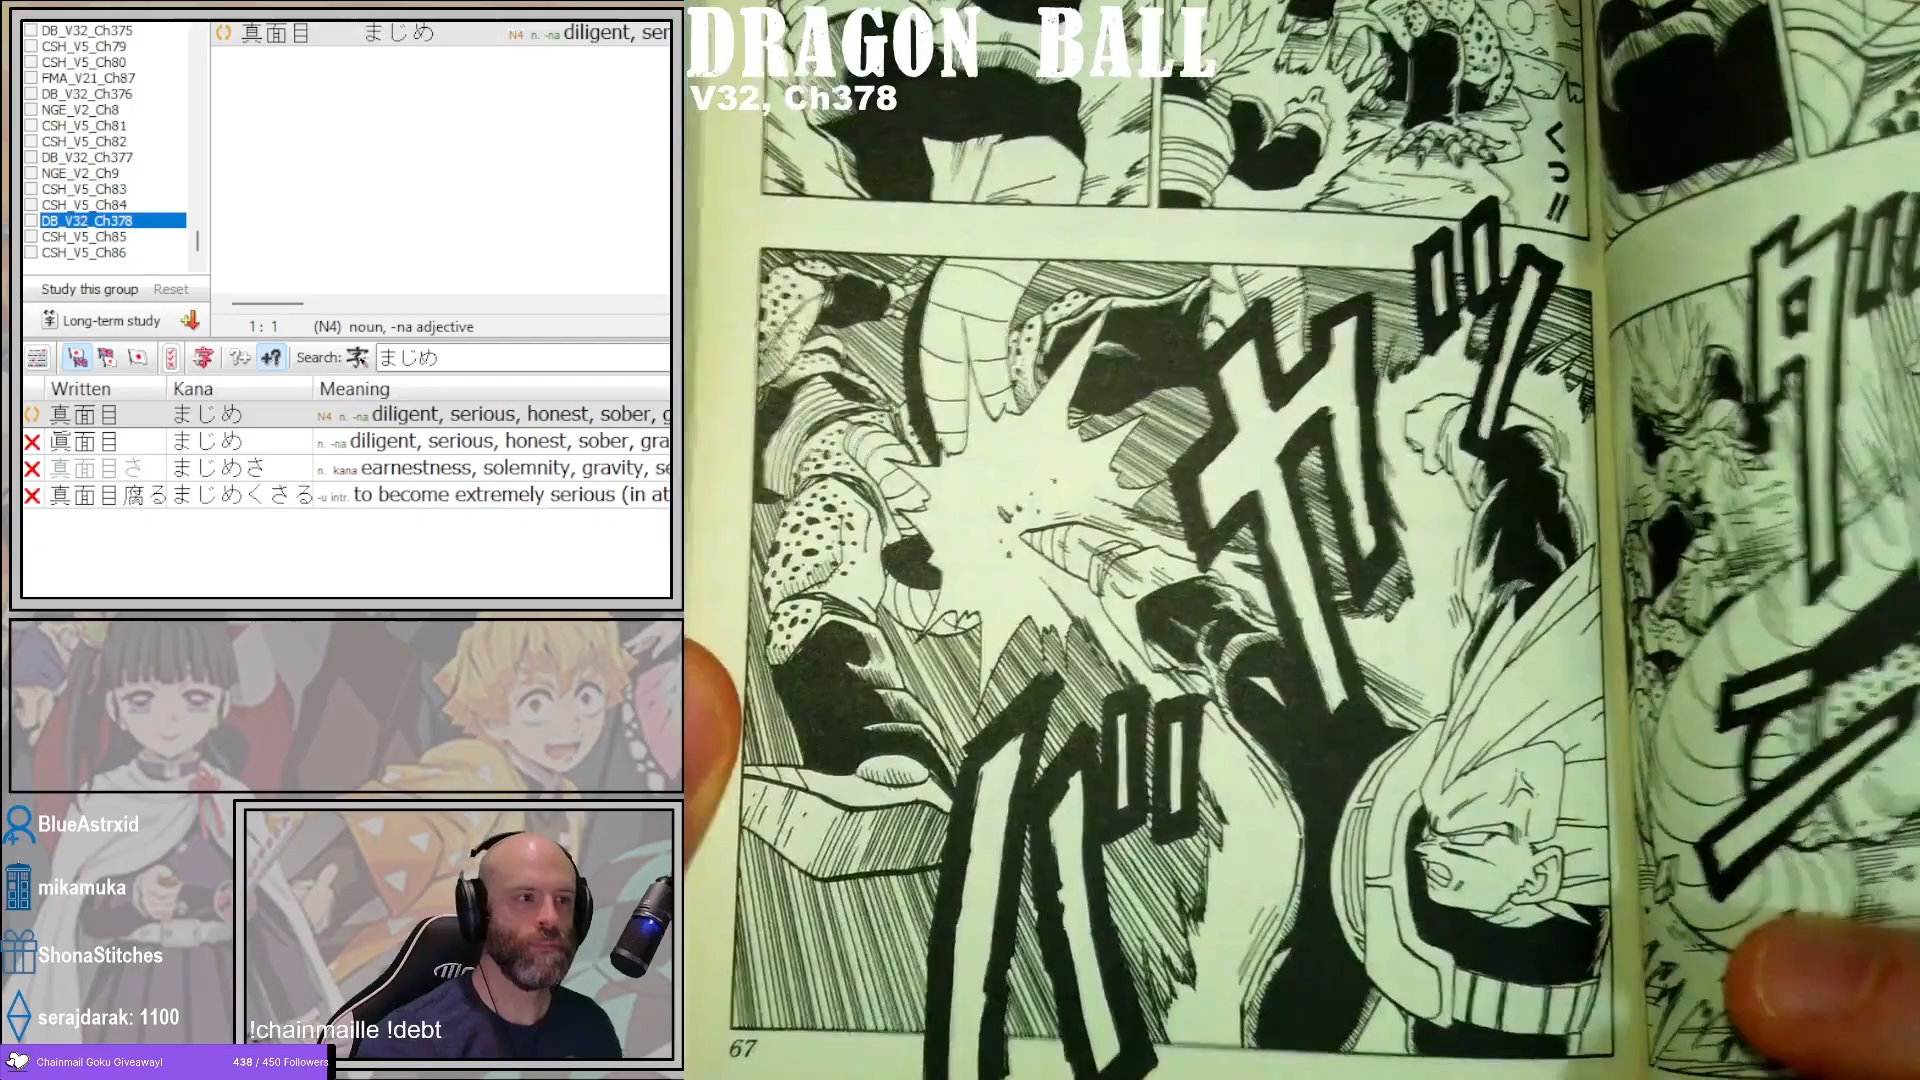 DB_V32_Ch375
CSH_V5_Ch79
CSH_V5_Ch80
FMA_V21_Ch87
DB_V32_Ch376
NGE_V2_Ch8
CSH_V5_Ch81
CSH_V5_Ch82
DB_V32_Ch377
NGE_V2_Ch9
CSH_V5_Ch83
CSH_V5_Ch84
DB_V32_Ch378
CSH_V5_Ch85
CSH_V5_Ch86
Study this group Reset
Long-term study
真面目 まじめ N4 n. -na diligent, ser
1: 1 (N4) noun, -na adjective
Search: まじめ
Written Kana Meaning
真面目 まじめ N4 n. -na diligent, serious, honest, sober, g
眞面目 まじめ n. -na diligent, serious, honest, sober, gra
真面目さ まじめさ n. kana earnestness, solemnity, gravity, se
真面目腐る まじめくさる -u intr. to become extremely serious (in at
BlueAstrxid
mikamuka
ShonaStitches
serajdarak: 1100
!chainmaille !debt
Chainmail Goku Giveaway! 438 / 450 Followers
DRAGON BALL
V32, Ch378
くっ!!
ガッ
バ
ダ
67